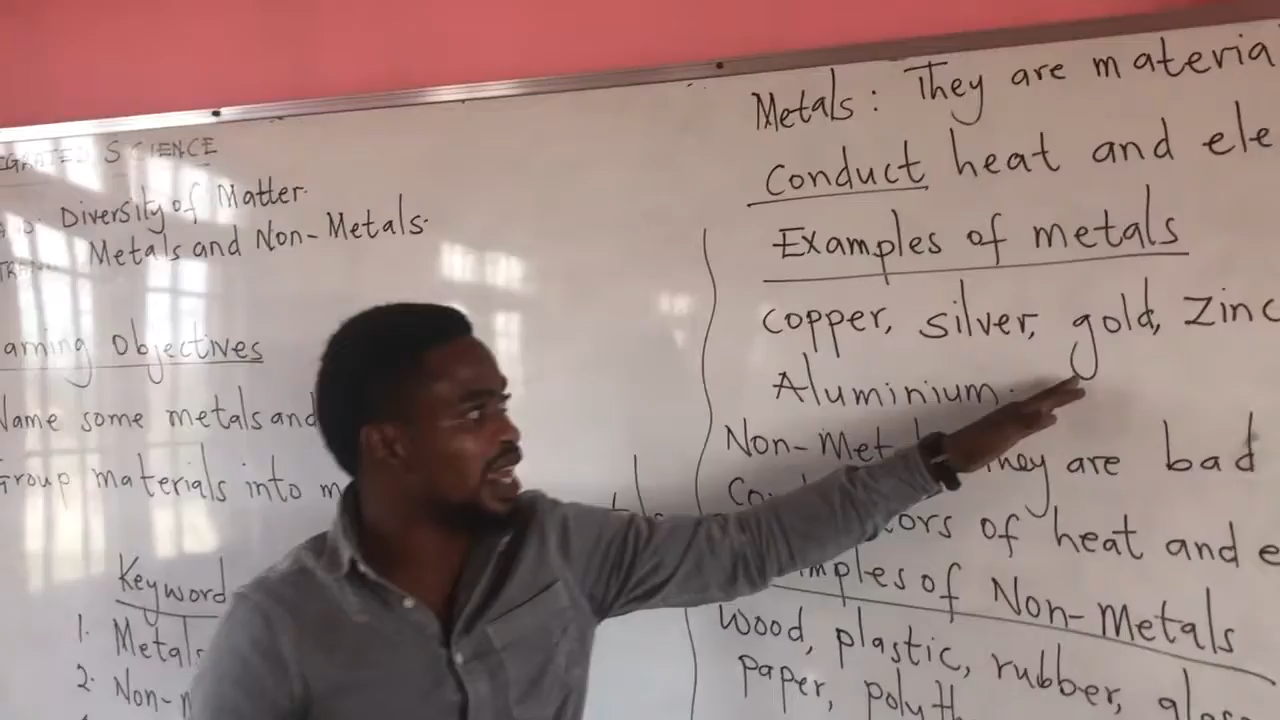 SCIENCE
Diversity of Matter
Metals and Non-Metals.
Objectives
Name some metals and
Group materials into m
Keyword
1. Metals
2. Non-m
Metals: They are materia
Conduct heat and ele
Examples of metals
Copper, silver, gold, Zinc
Aluminium.
Non-Met They are bad
Co ors of heat and e
mples of Non-Metals
Wood, plastic, rubber, glass
paper, polyth